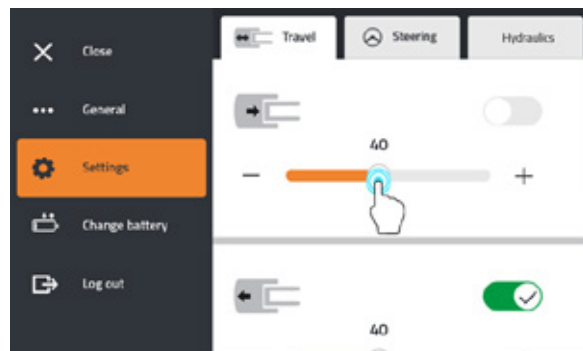 Travel
Steering
Hydraulics
Close
General
40
Settings
Change battery
Log out
40